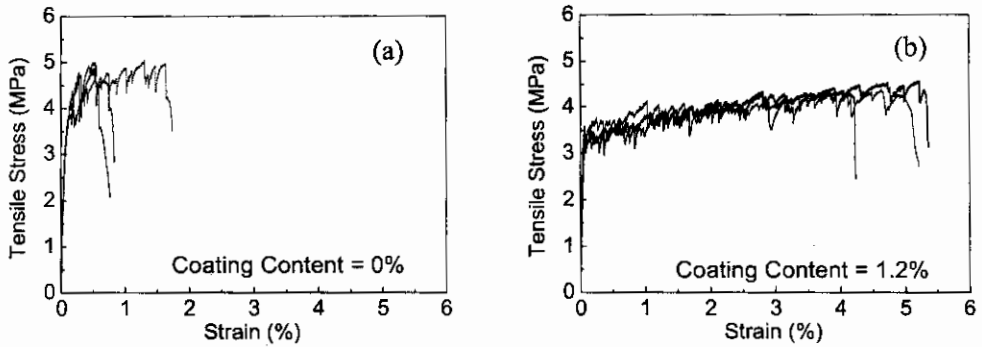 6
5
4
3
2
1
0
Tensile Stress (MPa)
(a)
Coating Content = 0%
0 1 2 3 4 5 6
Strain (%)
6
5
4
3
2
1
0
Tensile Stress (MPa)
(b)
Coating Content = 1.2%
0 1 2 3 4 5 6
Strain (%)